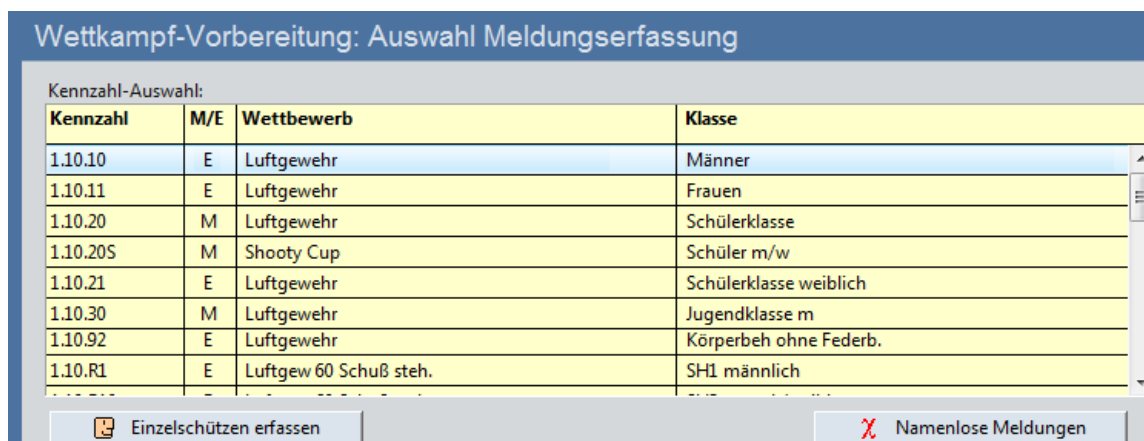 Wettkampf-Vorbereitung: Auswahl Meldungserfassung
Kennzahl-Auswahl:
Kennzahl M/E Wettbewerb Klasse
1.10.10 E Luftgewehr Männer
1.10.11 E Luftgewehr Frauen
1.10.20 M Luftgewehr Schülerklasse
1.10.20S M Shooty Cup Schüler m/w
1.10.21 E Luftgewehr Schülerklasse weiblich
1.10.30 M Luftgewehr Jugendklasse m
1.10.92 E Luftgewehr Körperbeh ohne Federb.
1.10.R1 E Luftgew 60 Schuß steh. SH1 männlich
Einzelschützen erfassen Namenlose Meldungen